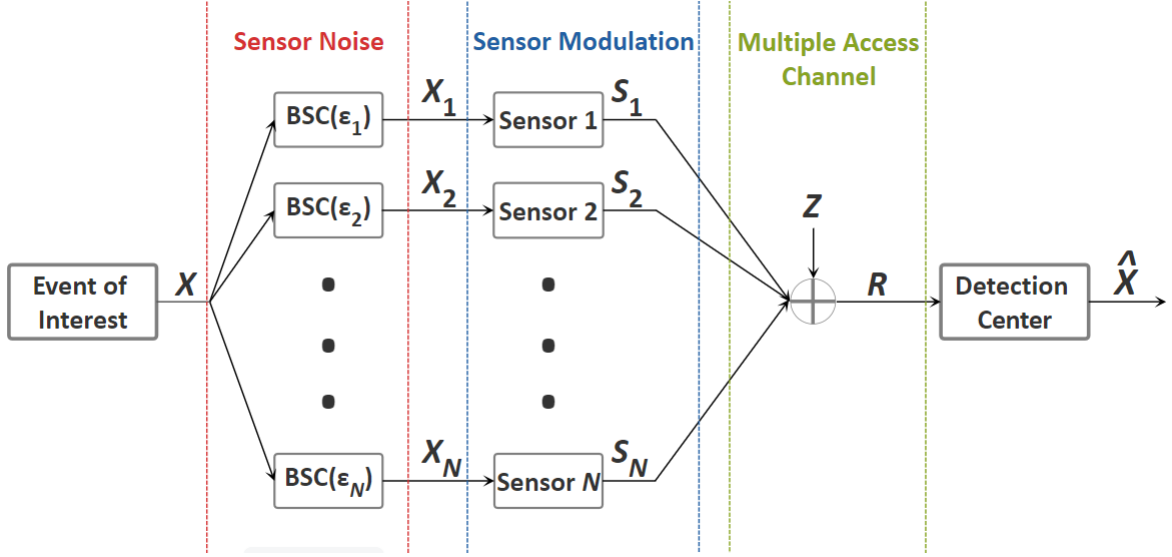 Sensor Noise
Sensor Modulation
Multiple Access
Channel
BSC(ε1)
X1
Sensor 1
S1
BSC(ε2)
X2
Sensor 2
S2
Z
Event of
Interest
X
R
Detection
Center
X̂
BSC(εN)
XN
Sensor N
SN